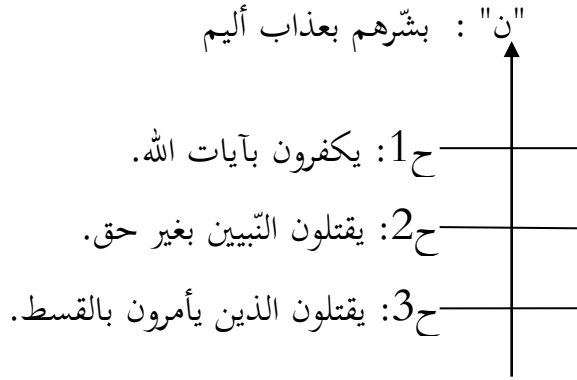 "ن" : بشّرهم بعذاب أليم
ح1: يكفرون بآيات الله.
ح2: يقتلون النّبيين بغير حق.
ح3: يقتلون الذين يأمرون بالقسط.